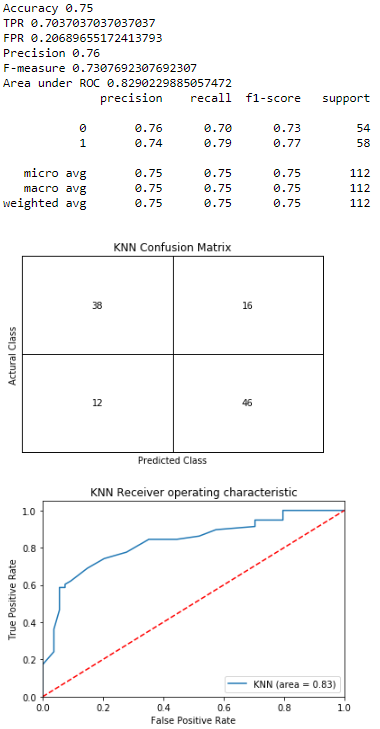 Accuracy 0.75
TPR 0.7037037037037037
FPR 0.20689655172413793
Precision 0.76
F-measure 0.7307692307692307
Area under ROC 0.8290229885057472
precision recall f1-score support
0 0.76 0.70 0.73 54
1 0.74 0.79 0.77 58
micro avg 0.75 0.75 0.75 112
macro avg 0.75 0.75 0.75 112
weighted avg 0.75 0.75 0.75 112
KNN Confusion Matrix
Actural Class
38 16
12 46
Predicted Class
KNN Receiver operating characteristic
True Positive Rate
1.0
0.8
0.6
0.4
0.2
0.0
KNN (area = 0.83)
0.0 0.2 0.4 0.6 0.8 1.0
False Positive Rate